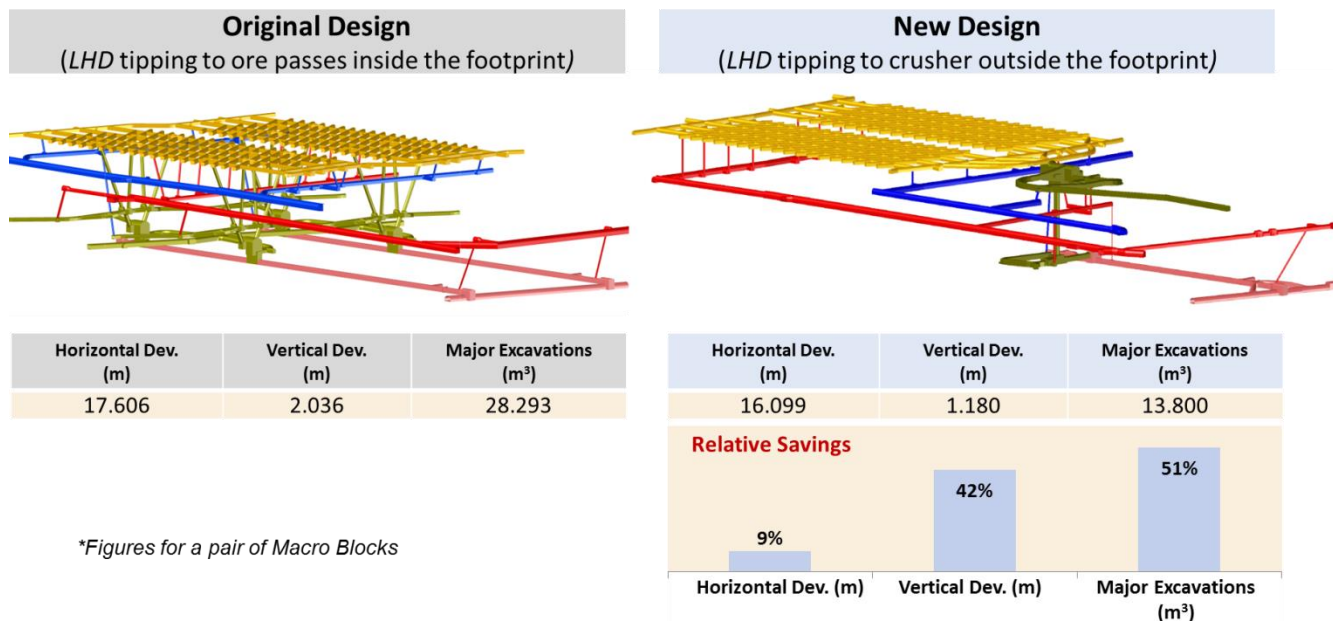 Original Design
(LHD tipping to ore passes inside the footprint)
New Design
(LHD tipping to crusher outside the footprint)
Horizontal Dev. (m)
Vertical Dev. (m)
Major Excavations (m³)
17.606
2.036
28.293
Horizontal Dev. (m)
Vertical Dev. (m)
Major Excavations (m³)
16.099
1.180
13.800
Relative Savings
9%
42%
51%
Horizontal Dev. (m)
Vertical Dev. (m)
Major Excavations
(m³)
*Figures for a pair of Macro Blocks